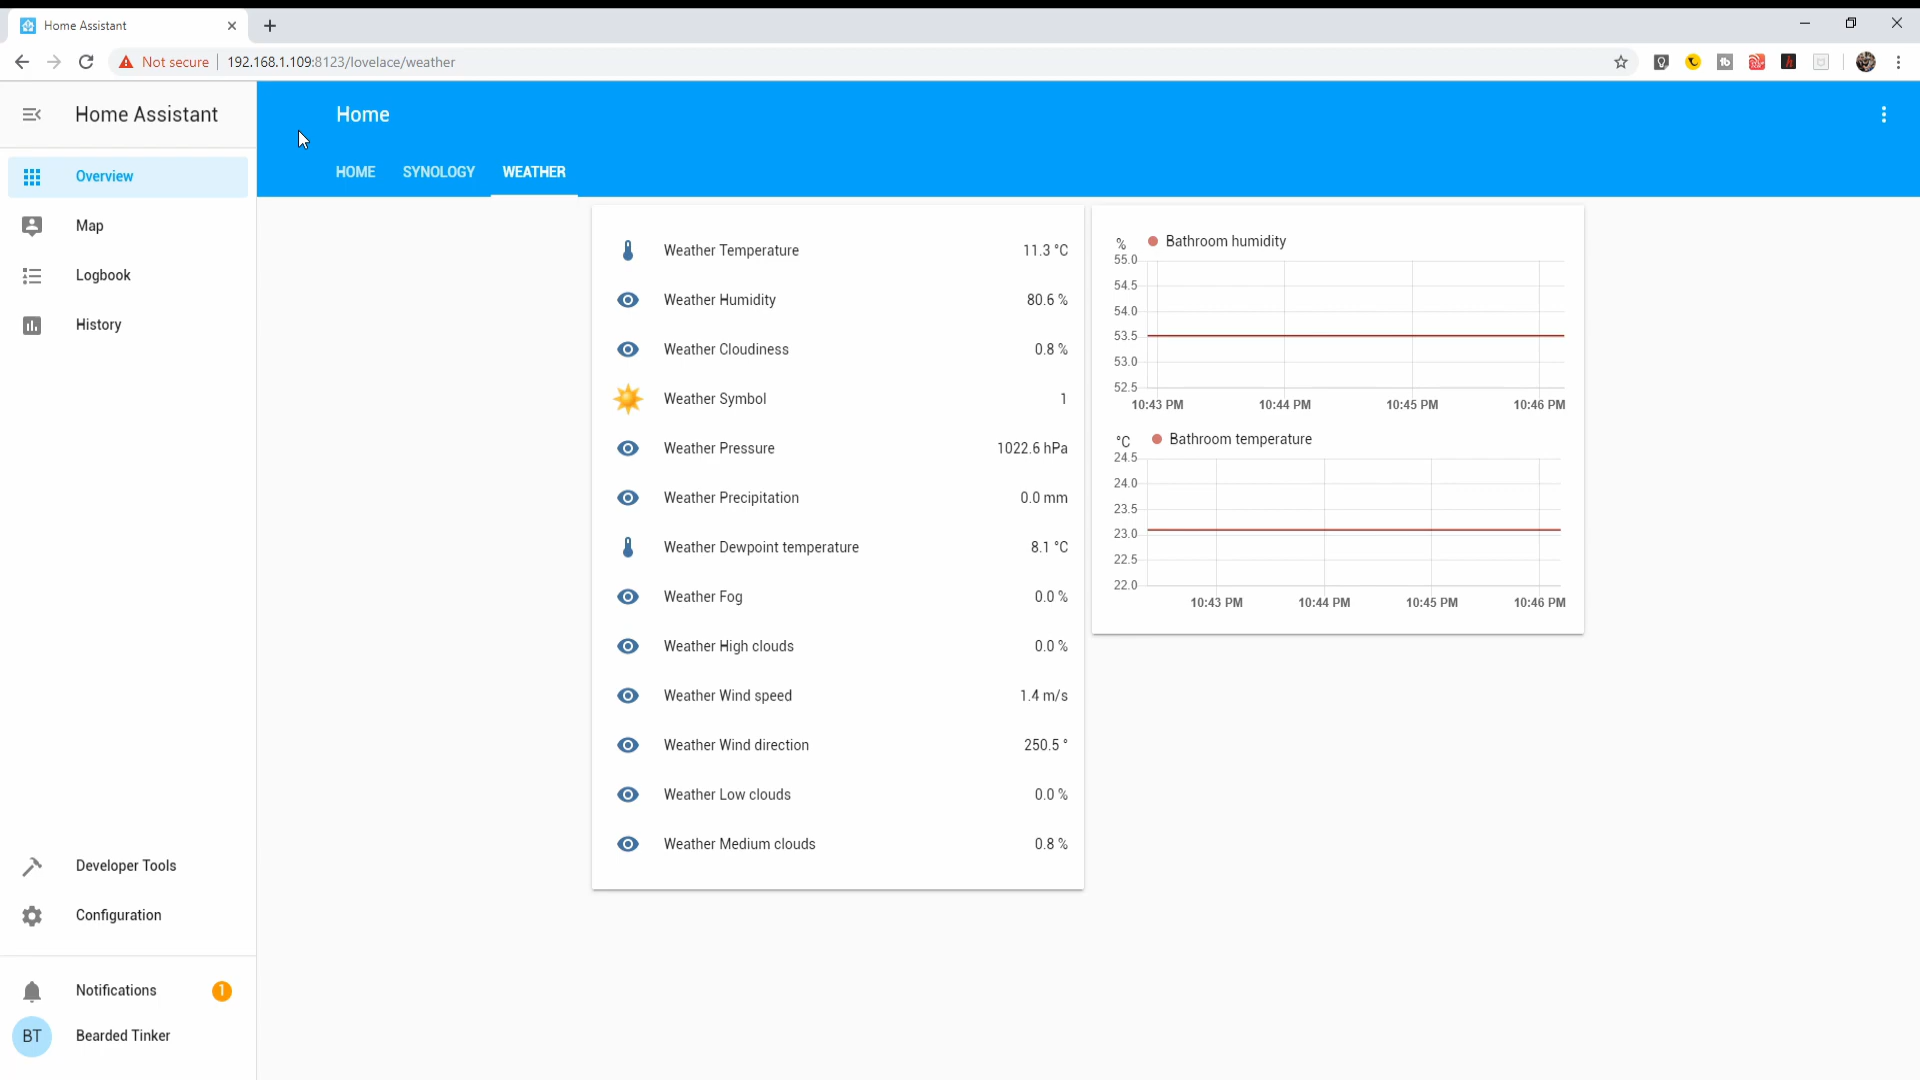 Home Assistant
Not secure 192.168.1.109:8123/lovelace/weather
Home Assistant
Overview
Map
Logbook
History
Developer Tools
Configuration
Notifications 1
BT Bearded Tinker
Home
HOME SYNOLOGY WEATHER
Weather Temperature 11.3 °C
Weather Humidity 80.6 %
Weather Cloudiness 0.8 %
Weather Symbol 1
Weather Pressure 1022.6 hPa
Weather Precipitation 0.0 mm
Weather Dewpoint temperature 8.1 °C
Weather Fog 0.0 %
Weather High clouds 0.0 %
Weather Wind speed 1.4 m/s
Weather Wind direction 250.5 °
Weather Low clouds 0.0 %
Weather Medium clouds 0.8 %
% Bathroom humidity
55.0
54.5
54.0
53.5
53.0
52.5
10:43 PM 10:44 PM 10:45 PM 10:46 PM
°C Bathroom temperature
24.5
24.0
23.5
23.0
22.5
22.0
10:43 PM 10:44 PM 10:45 PM 10:46 PM